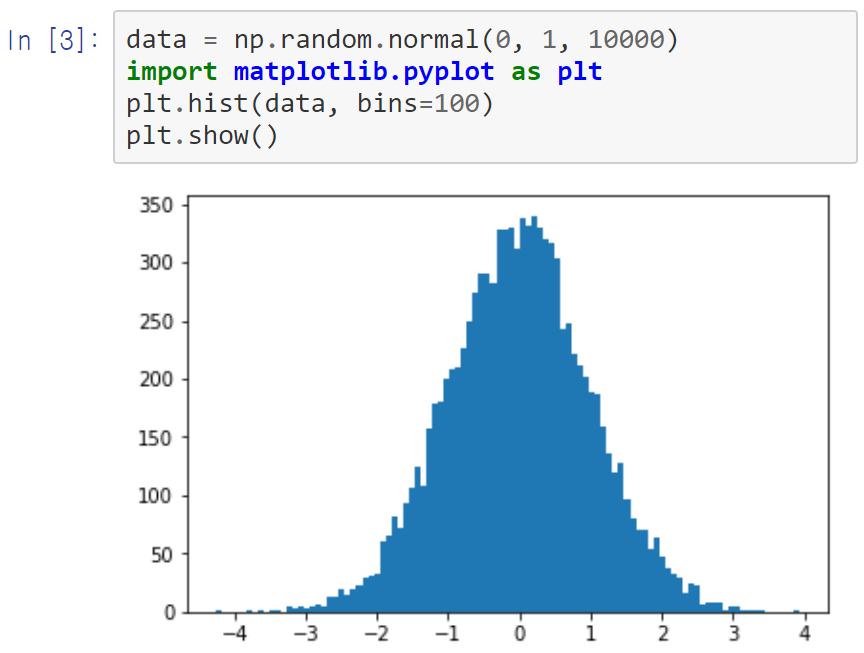 In [3]:
data = np.random.normal(0, 1, 10000)
import matplotlib.pyplot as plt
plt.hist(data, bins=100)
plt.show()
350
300
250
200
150
100
50
0
−4 −3 −2 −1 0 1 2 3 4